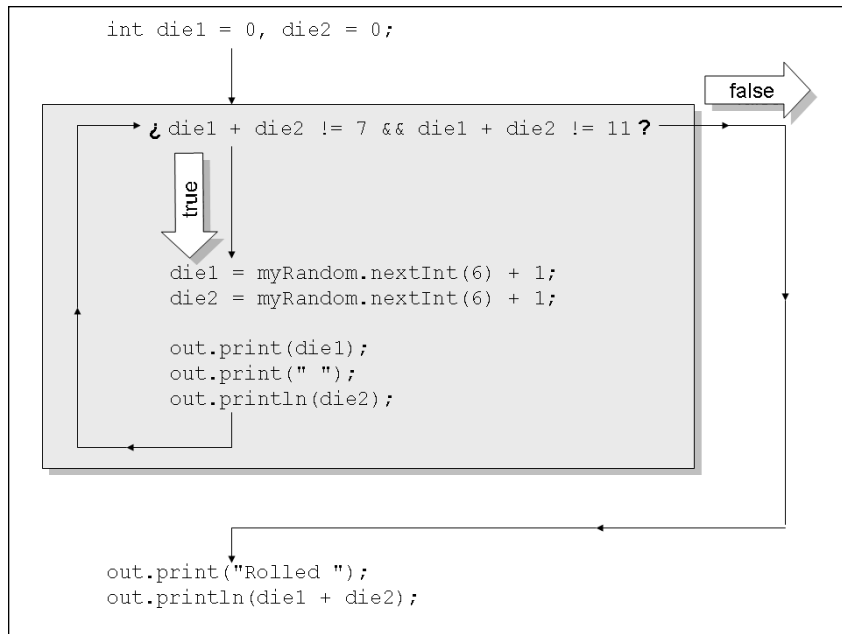 int die1 = 0, die2 = 0;
false
¿ die1 + die2 != 7 && die1 + die2 != 11 ?
true
die1 = myRandom.nextInt(6) + 1;
die2 = myRandom.nextInt(6) + 1;
out.print(die1);
out.print(" ");
out.println(die2);
out.print("Rolled ");
out.println(die1 + die2);